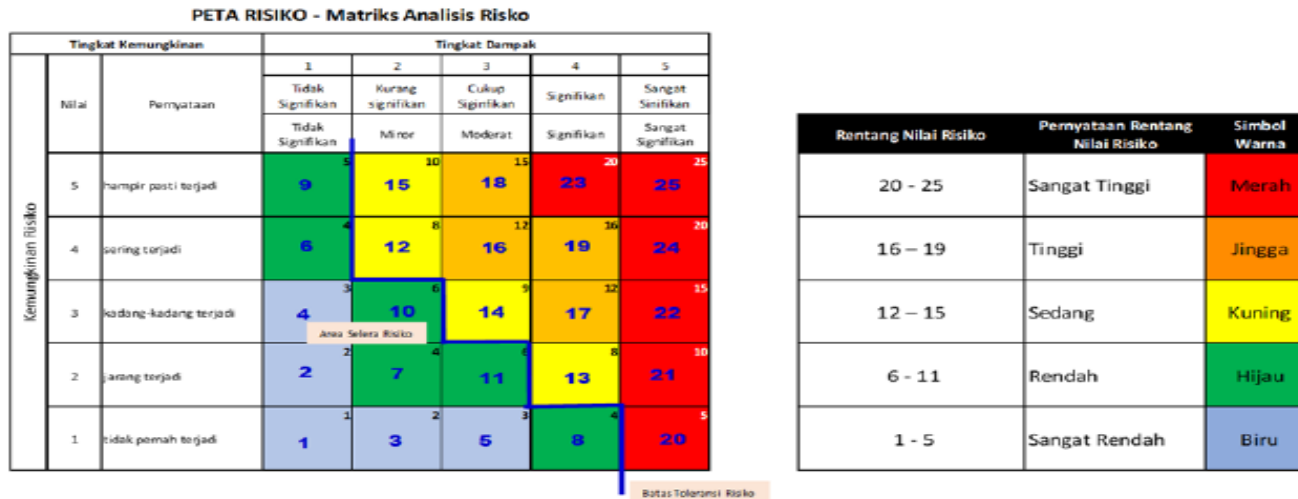 PETA RISIKO - Matriks Analisis Risko
Tingkat Kemungkinan
Tingkat Dampak
Nilai
Pernyataan
1 2 3 4 5
Tidak Signifikan
Kurang signifikan
Cukup Siginfikan
Signifikan
Sangat Sinifikan
Tidak Signifikan
Minor
Moderat
Signifikan
Sangat Signifikan
Kemungkinan Risiko
5 hampir pasti terjadi
5 10 15 20 25
9 15 18 23 25
4 sering terjadi
4 8 12 16 20
6 12 16 19 24
3 kadang-kadang terjadi
3 6 9 12 15
4 10 14 17 22
Area Selera Risiko
2 jarang terjadi
2 4 6 8 10
2 7 11 13 21
1 tidak pernah terjadi
1 2 3 4 5
1 3 5 8 20
Batas Toleransi Risiko
Rentang Nilai Risiko
Pernyataan Rentang Nilai Risiko
Simbol Warna
20 - 25 Sangat Tinggi Merah
16 – 19 Tinggi Jingga
12 – 15 Sedang Kuning
6 - 11 Rendah Hijau
1 - 5 Sangat Rendah Biru